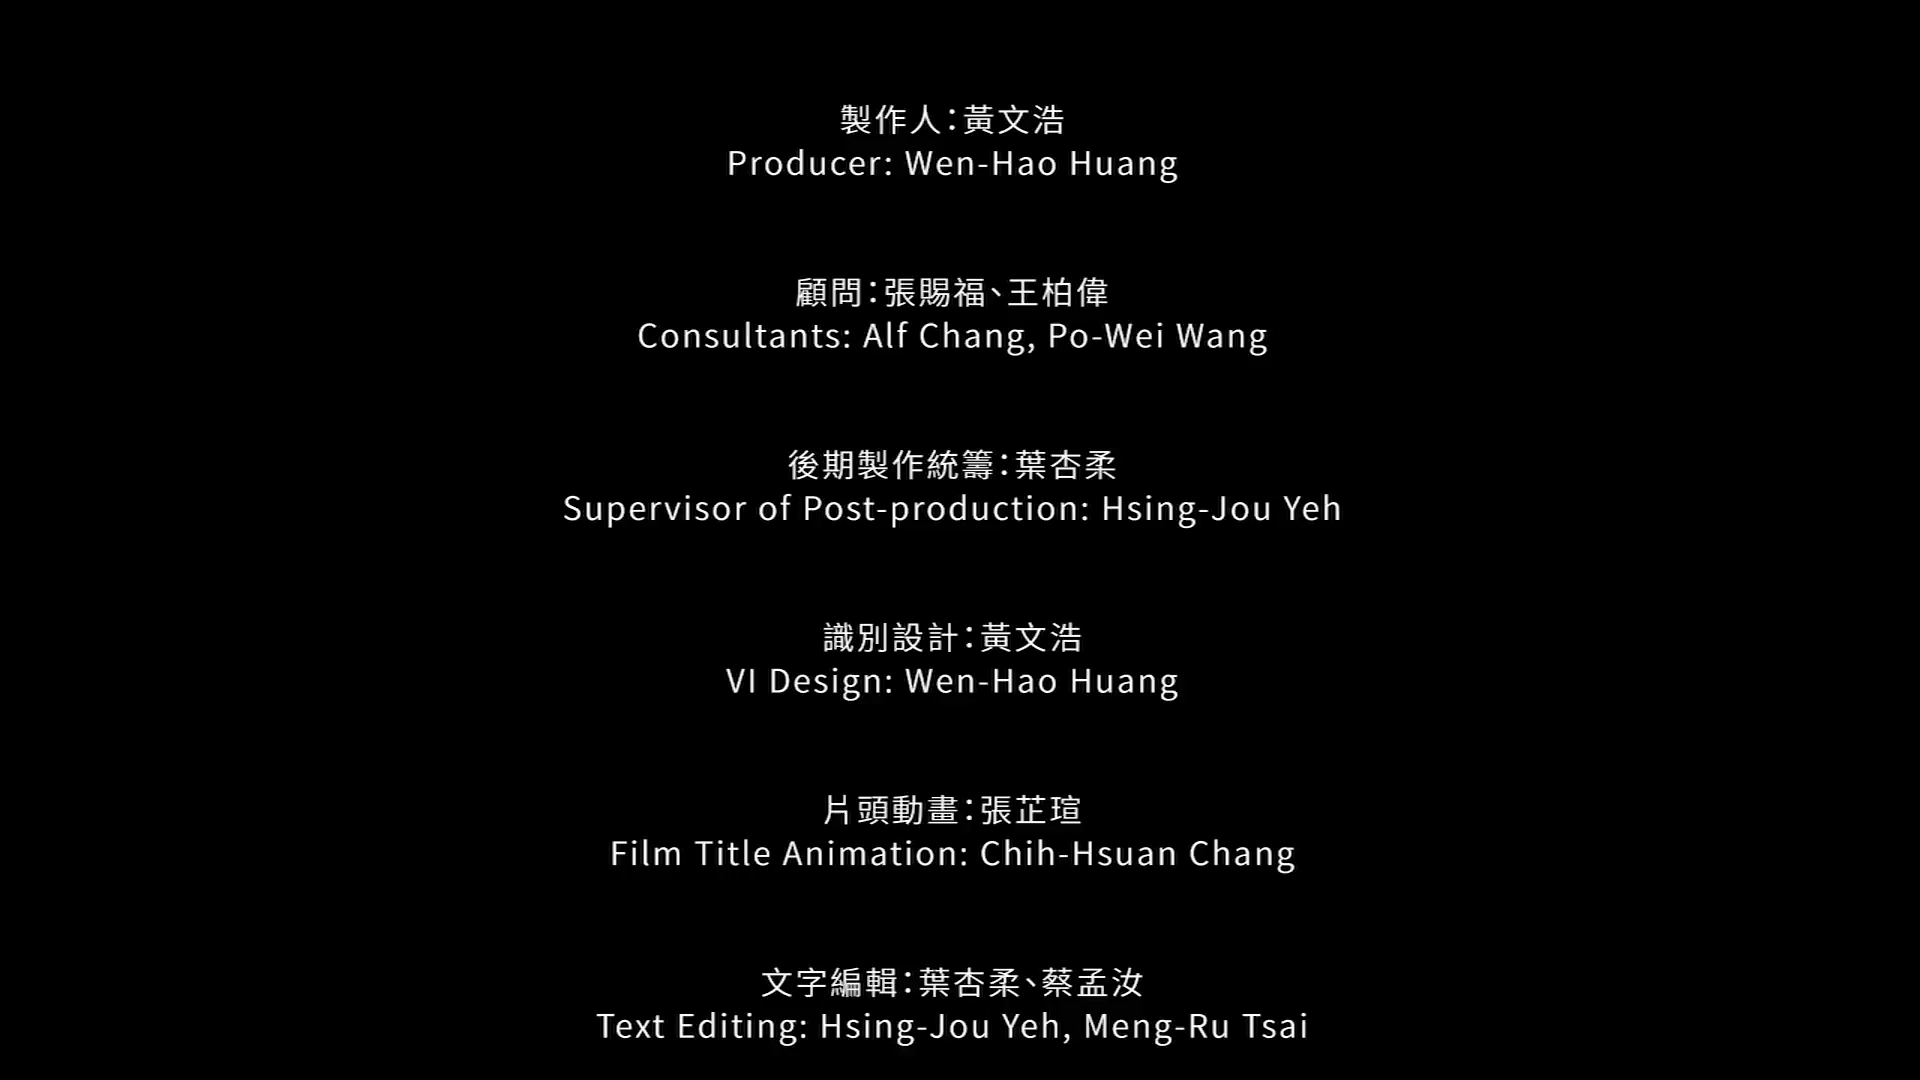 製作人：黃文浩
Producer: Wen-Hao Huang
顧問：張賜福、王柏偉
Consultants: Alf Chang, Po-Wei Wang
後期製作統籌：葉杏柔
Supervisor of Post-production: Hsing-Jou Yeh
識別設計：黃文浩
VI Design: Wen-Hao Huang
片頭動畫：張芷瑄
Film Title Animation: Chih-Hsuan Chang
文字編輯：葉杏柔、蔡孟汝
Text Editing: Hsing-Jou Yeh, Meng-Ru Tsai